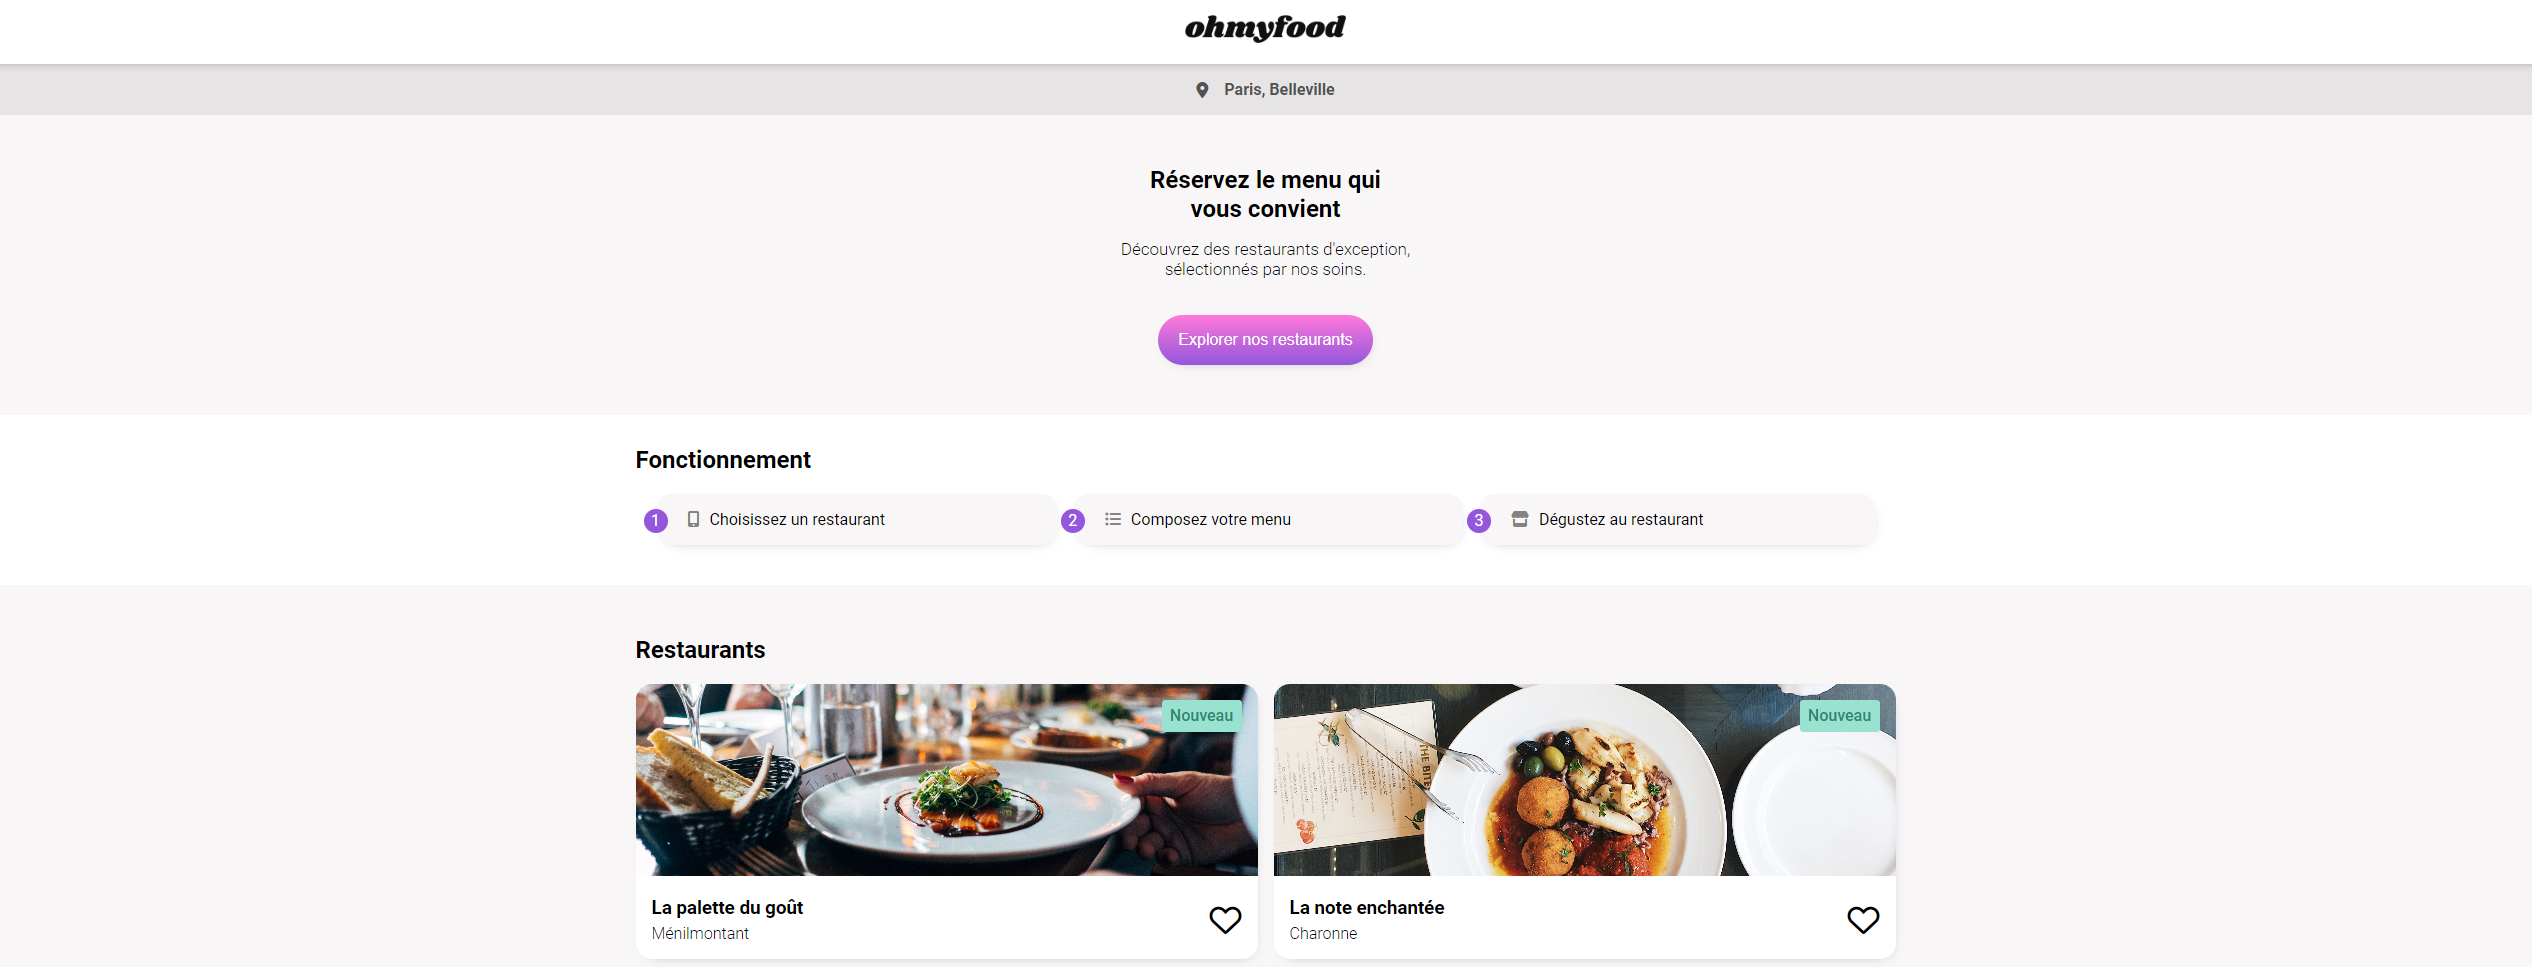 ohmyfood
Paris, Belleville
Réservez le menu qui
vous convient
Découvrez des restaurants d'exception,
sélectionnés par nos soins.
Explorer nos restaurants
Fonctionnement
1 Choisissez un restaurant
2 Composez votre menu
3 Dégustez au restaurant
Restaurants
Nouveau
Nouveau
THE BITE
La palette du goût
Ménilmontant
La note enchantée
Charonne